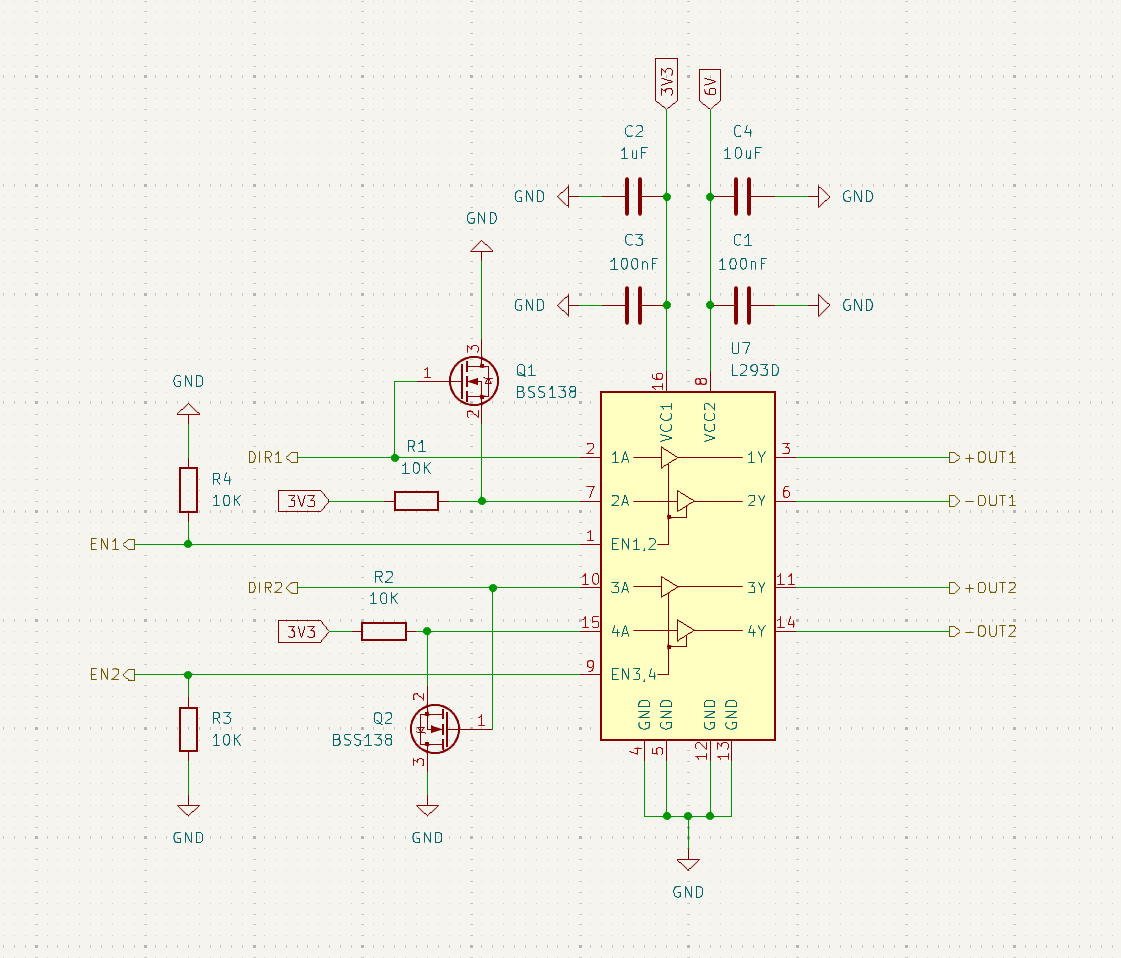 3V3
6V
C2
1uF
C4
10uF
GND
GND
GND
C3
100nF
C1
100nF
GND
GND
U7
L293D
3
Q1
BSS138
1
2
GND
16
8
VCC1
VCC2
DIR1
R1
10K
2
1A
1Y
3
+OUT1
R4
10K
3V3
7
2A
2Y
6
-OUT1
EN1
1
EN1,2
DIR2
R2
10K
10
3A
3Y
11
+OUT2
3V3
15
4A
4Y
14
-OUT2
EN2
9
EN3,4
2
Q2
BSS138
1
3
R3
10K
GND
GND
GND
GND
4
5
12
13
GND
GND
GND